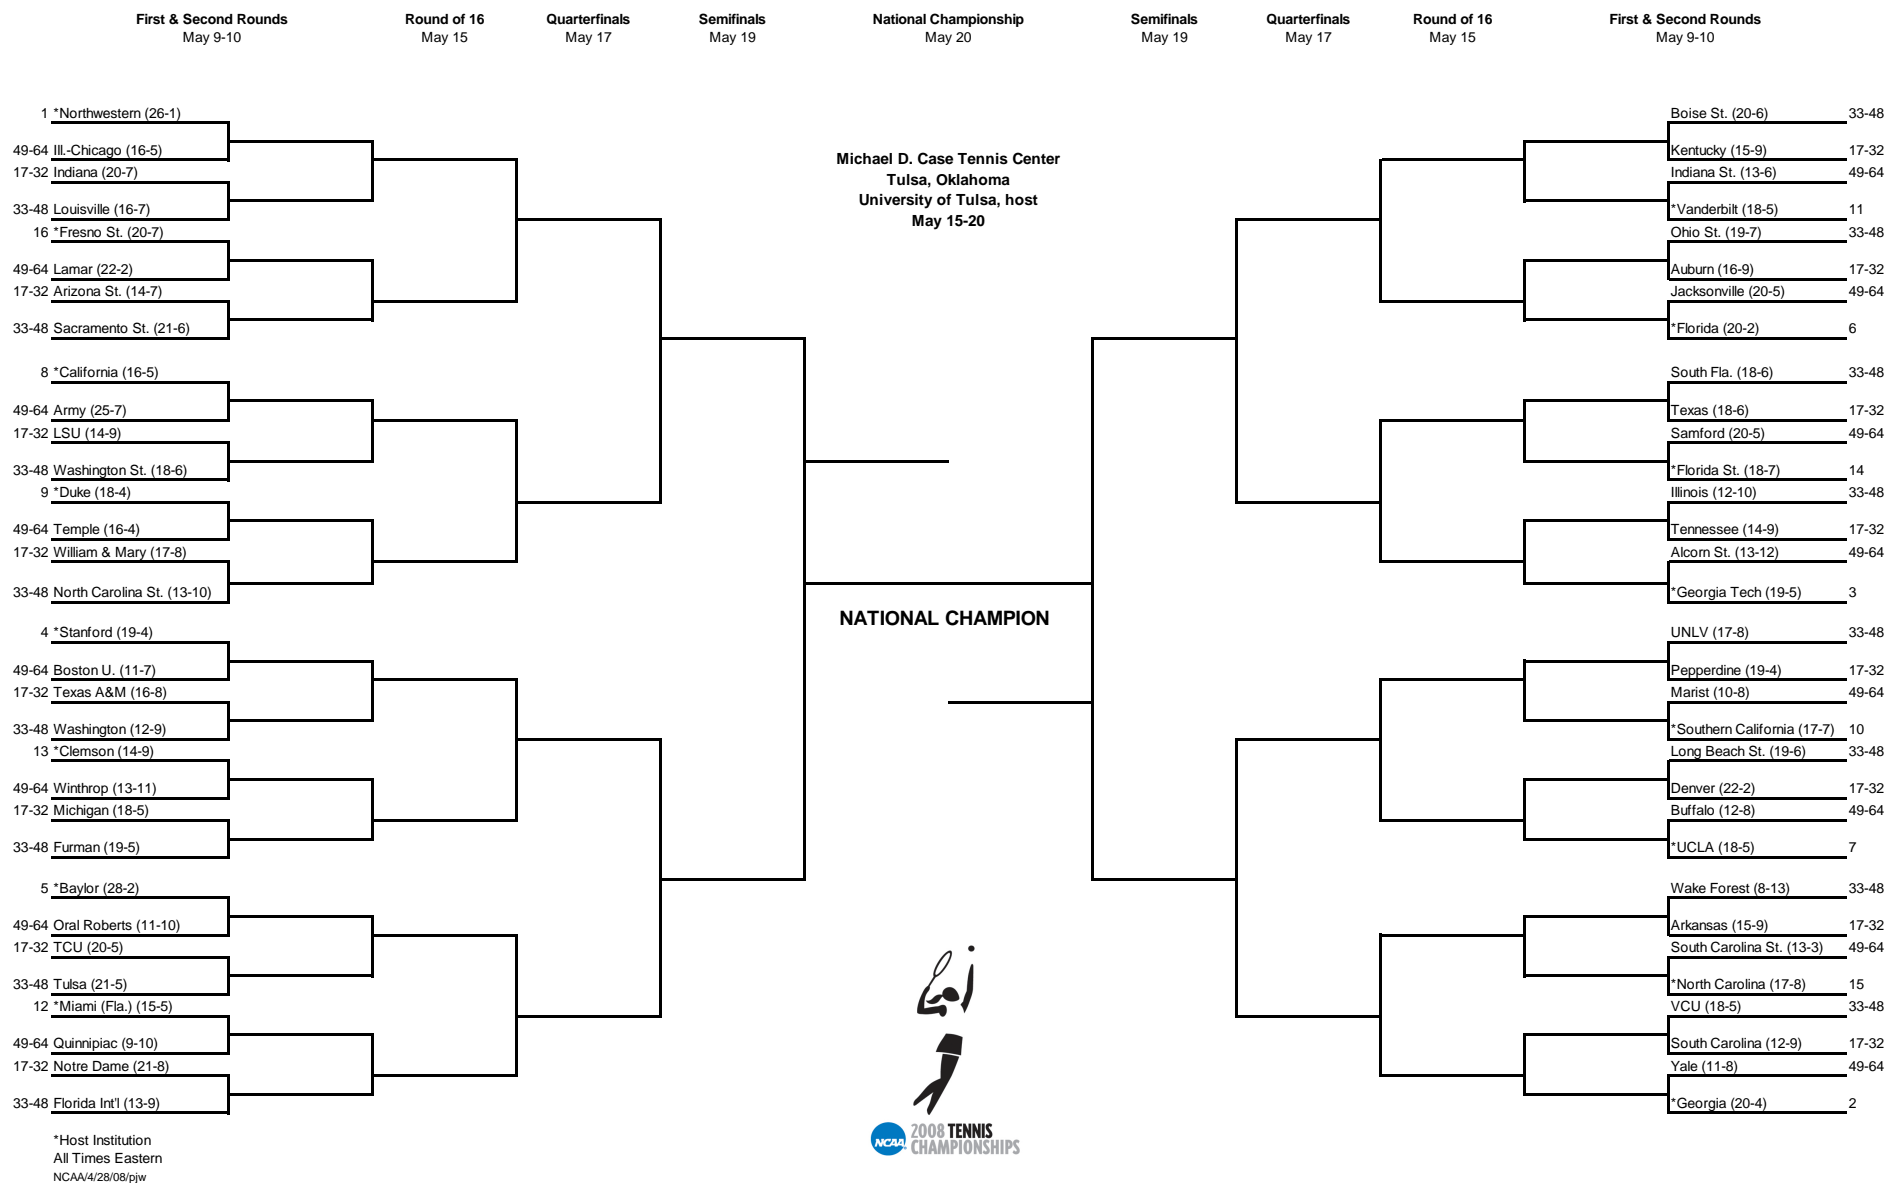 First & Second Rounds
May 9-10
Round of 16
May 15
Quarterfinals
May 17
Semifinals
May 19
National Championship
May 20
Semifinals
May 19
Quarterfinals
May 17
Round of 16
May 15
First & Second Rounds
May 9-10
1 *Northwestern (26-1)
49-64 Ill.-Chicago (16-5)
17-32 Indiana (20-7)
33-48 Louisville (16-7)
16 *Fresno St. (20-7)
49-64 Lamar (22-2)
17-32 Arizona St. (14-7)
33-48 Sacramento St. (21-6)
8 *California (16-5)
49-64 Army (25-7)
17-32 LSU (14-9)
33-48 Washington St. (18-6)
9 *Duke (18-4)
49-64 Temple (16-4)
17-32 William & Mary (17-8)
33-48 North Carolina St. (13-10)
4 *Stanford (19-4)
49-64 Boston U. (11-7)
17-32 Texas A&M (16-8)
33-48 Washington (12-9)
13 *Clemson (14-9)
49-64 Winthrop (13-11)
17-32 Michigan (18-5)
33-48 Furman (19-5)
5 *Baylor (28-2)
49-64 Oral Roberts (11-10)
17-32 TCU (20-5)
33-48 Tulsa (21-5)
12 *Miami (Fla.) (15-5)
49-64 Quinnipiac (9-10)
17-32 Notre Dame (21-8)
33-48 Florida Int'l (13-9)
*Host Institution
All Times Eastern
NCAA/4/28/08/pjw
Michael D. Case Tennis Center
Tulsa, Oklahoma
University of Tulsa, host
May 15-20
NATIONAL CHAMPION
NCAA
2008 TENNIS
CHAMPIONSHIPS
Boise St. (20-6) 33-48
Kentucky (15-9) 17-32
Indiana St. (13-6) 49-64
*Vanderbilt (18-5) 11
Ohio St. (19-7) 33-48
Auburn (16-9) 17-32
Jacksonville (20-5) 49-64
*Florida (20-2) 6
South Fla. (18-6) 33-48
Texas (18-6) 17-32
Samford (20-5) 49-64
*Florida St. (18-7) 14
Illinois (12-10) 33-48
Tennessee (14-9) 17-32
Alcorn St. (13-12) 49-64
*Georgia Tech (19-5) 3
UNLV (17-8) 33-48
Pepperdine (19-4) 17-32
Marist (10-8) 49-64
*Southern California (17-7) 10
Long Beach St. (19-6) 33-48
Denver (22-2) 17-32
Buffalo (12-8) 49-64
*UCLA (18-5) 7
Wake Forest (8-13) 33-48
Arkansas (15-9) 17-32
South Carolina St. (13-3) 49-64
*North Carolina (17-8) 15
VCU (18-5) 33-48
South Carolina (12-9) 17-32
Yale (11-8) 49-64
*Georgia (20-4) 2